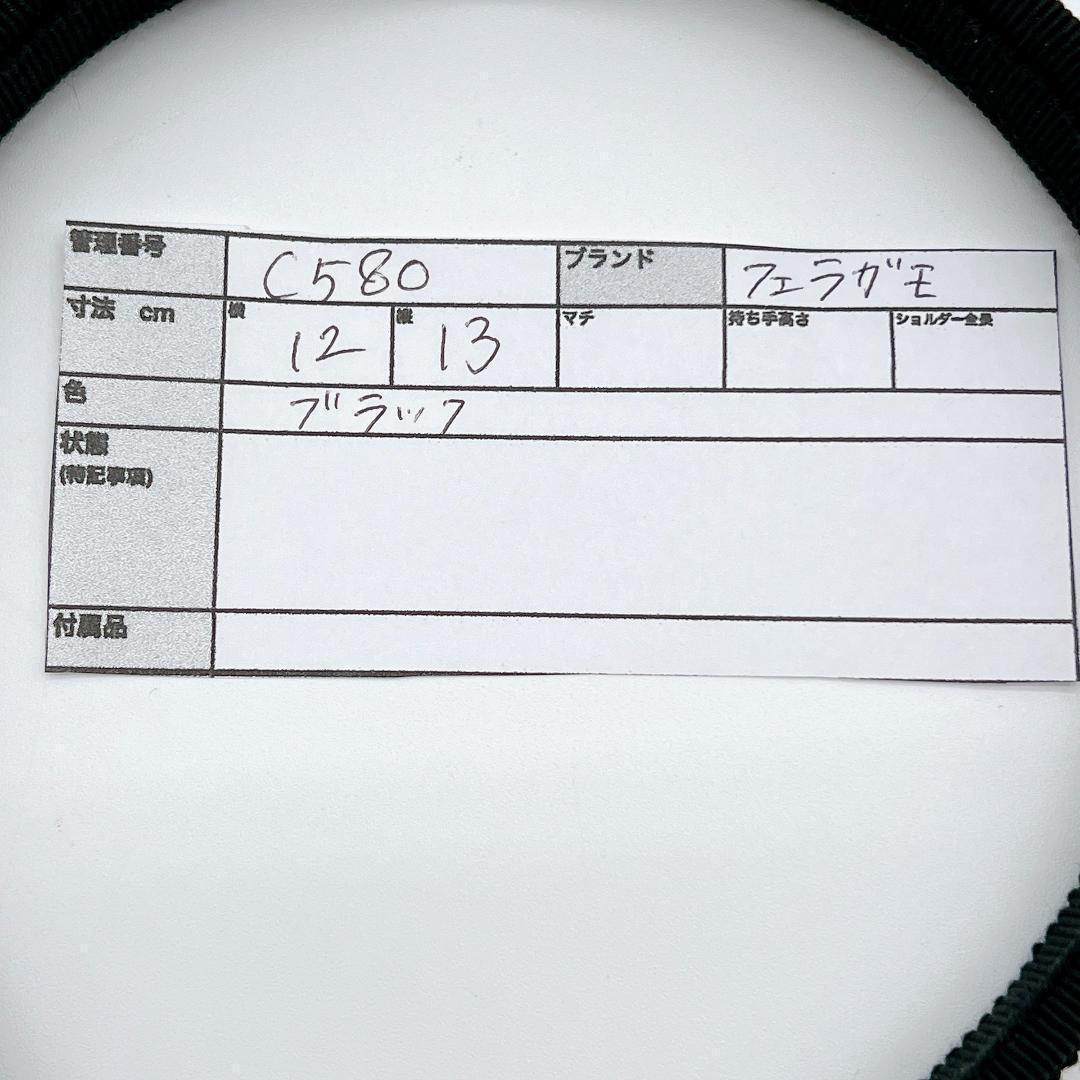 管理番号 C580 ブランド フェラガモ
寸法 cm 横 12 縦 13 マチ 持ち手高さ ショルダー全長
色 ブラック
状態
(特記事項)
付属品